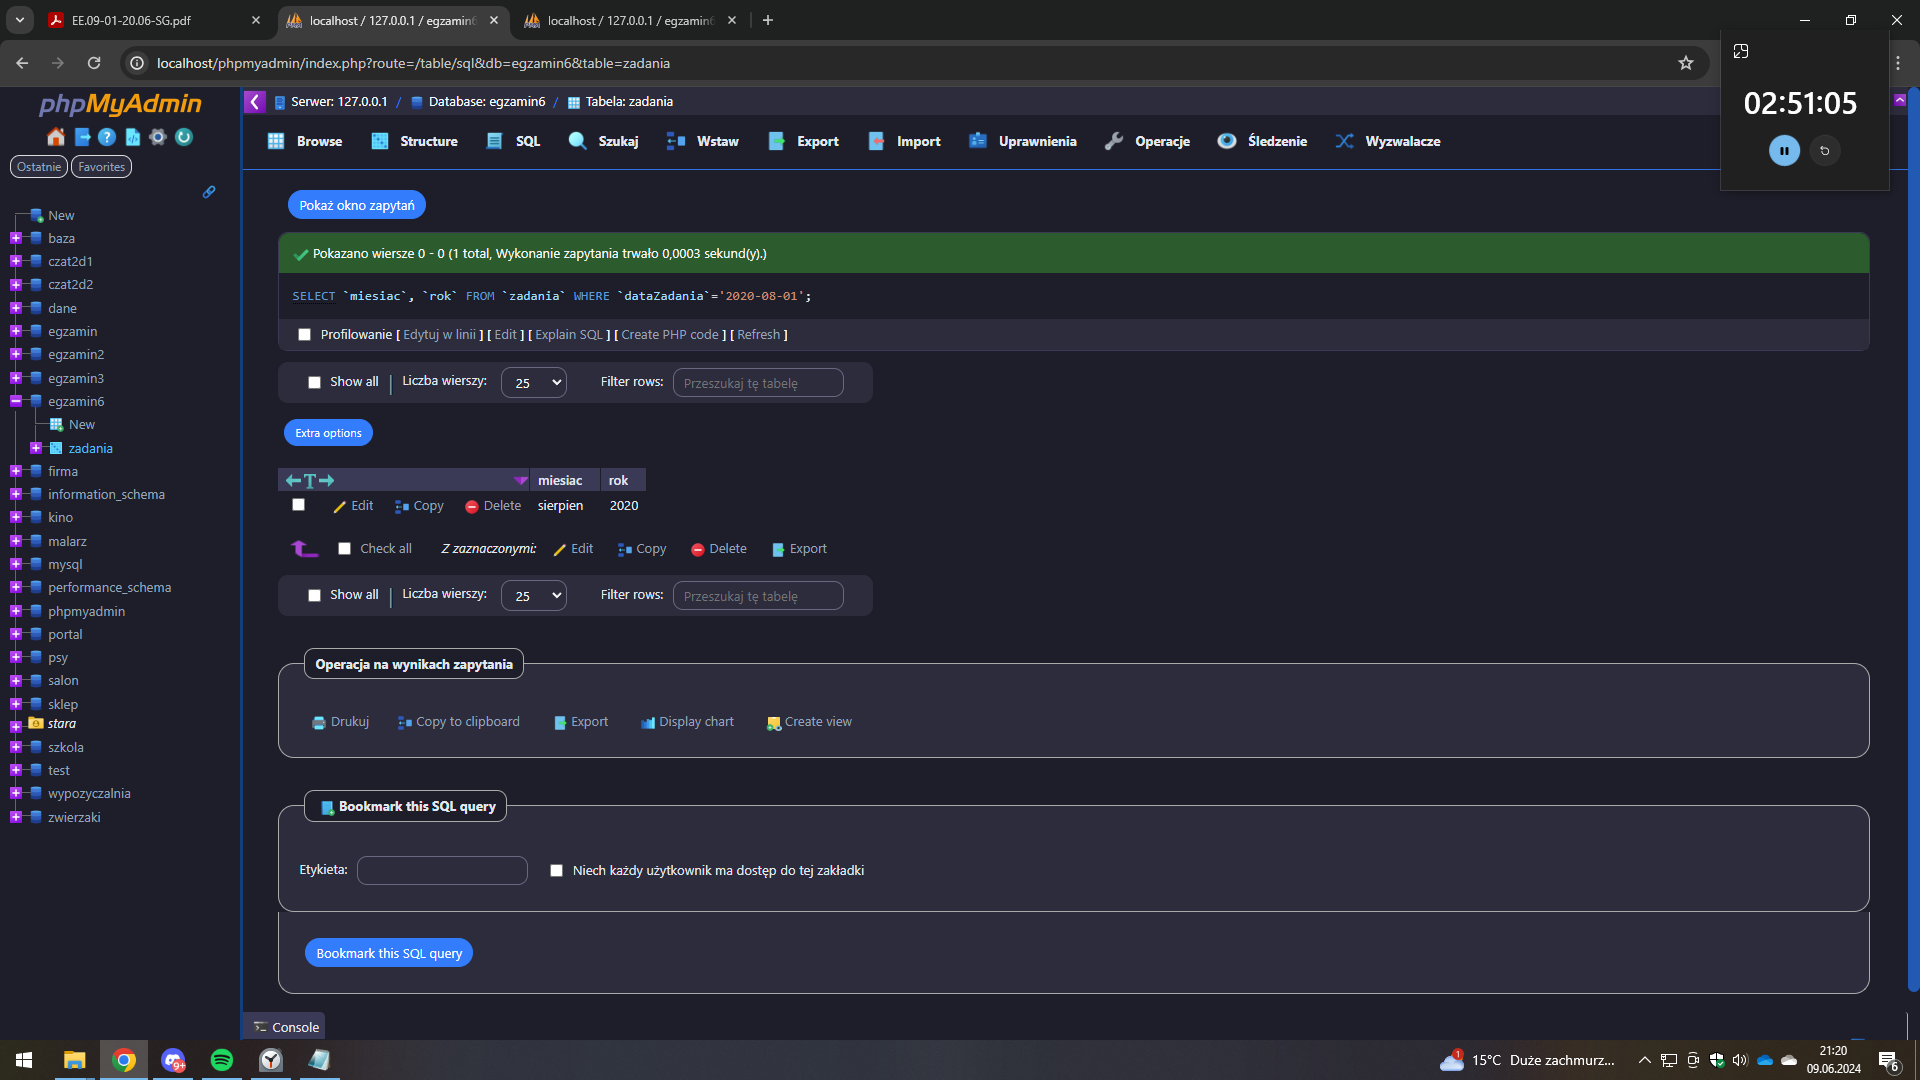 EE.09-01-20.06-SG.pdf
localhost / 127.0.0.1 / egzamin6
localhost / 127.0.0.1 / egzamin6
localhost/phpmyadmin/index.php?route=/table/sql&db=egzamin6&table=zadania
02:51:05
phpMyAdmin
Ostatnie Favorites
New
baza
czat2d1
czat2d2
dane
egzamin
egzamin2
egzamin3
egzamin6
New
zadania
firma
information_schema
kino
malarz
mysql
performance_schema
phpmyadmin
portal
psy
salon
sklep
stara
szkola
test
wypozyczalnia
zwierzaki
Serwer: 127.0.0.1 / Database: egzamin6 / Tabela: zadania
Browse Structure SQL Szukaj Wstaw Export Import Uprawnienia Operacje Śledzenie Wyzwalacze
Pokaż okno zapytań
Pokazano wiersze 0 - 0 (1 total, Wykonanie zapytania trwało 0,0003 sekund(y).)
SELECT `miesiac`, `rok` FROM `zadania` WHERE `dataZadania`='2020-08-01';
Profilowanie [ Edytuj w linii ] [ Edit ] [ Explain SQL ] [ Create PHP code ] [ Refresh ]
Show all | Liczba wierszy: 25 Filter rows: Przeszukaj tę tabelę
Extra options
←T→ miesiac rok
Edit Copy Delete sierpien 2020
Check all Z zaznaczonymi: Edit Copy Delete Export
Show all | Liczba wierszy: 25 Filter rows: Przeszukaj tę tabelę
Operacja na wynikach zapytania
Drukuj Copy to clipboard Export Display chart Create view
Bookmark this SQL query
Etykieta: Niech każdy użytkownik ma dostęp do tej zakładki
Bookmark this SQL query
Console
9+
1
15°C Duże zachmurz...
21:20
09.06.2024
6